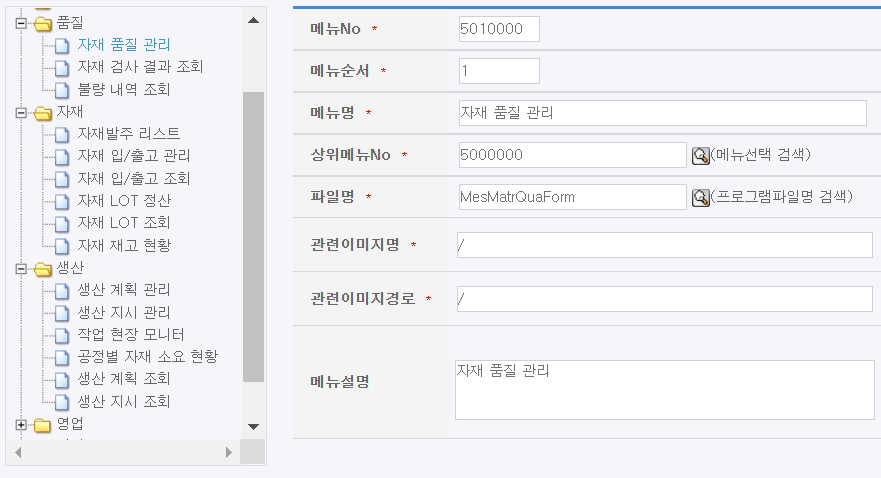 품질
자재 품질 관리
자재 검사 결과 조회
불량 내역 조회
자재
자재발주 리스트
자재 입/출고 관리
자재 입/출고 조회
자재 LOT 정산
자재 LOT 조회
자재 재고 현황
생산
생산 계획 관리
생산 지시 관리
작업 현장 모니터
공정별 자재 소요 현황
생산 계획 조회
생산 지시 조회
영업
메뉴No * 5010000
메뉴순서 * 1
메뉴명 * 자재 품질 관리
상위메뉴No * 5000000 (메뉴선택 검색)
파일명 * MesMatrQuaForm (프로그램파일명 검색)
관련이미지명 * /
관련이미지경로 * /
메뉴설명 자재 품질 관리